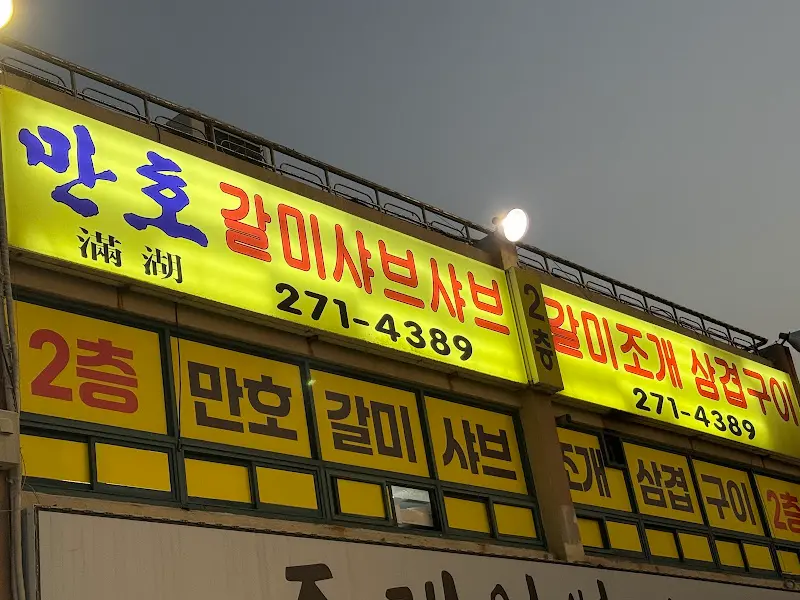 만호 갈미샤브샤브
滿湖
271-4389
2층
갈미조개 삼겹구이
271-4389
2층 만호 갈미 샤브
조개 삼겹 구이 2층